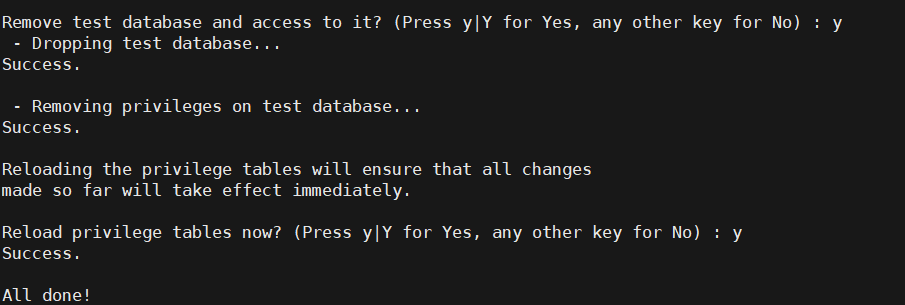 Remove test database and access to it? (Press y|Y for Yes, any other key for No) : y
 - Dropping test database...
Success.

 - Removing privileges on test database...
Success.

Reloading the privilege tables will ensure that all changes
made so far will take effect immediately.

Reload privilege tables now? (Press y|Y for Yes, any other key for No) : y
Success.

All done!